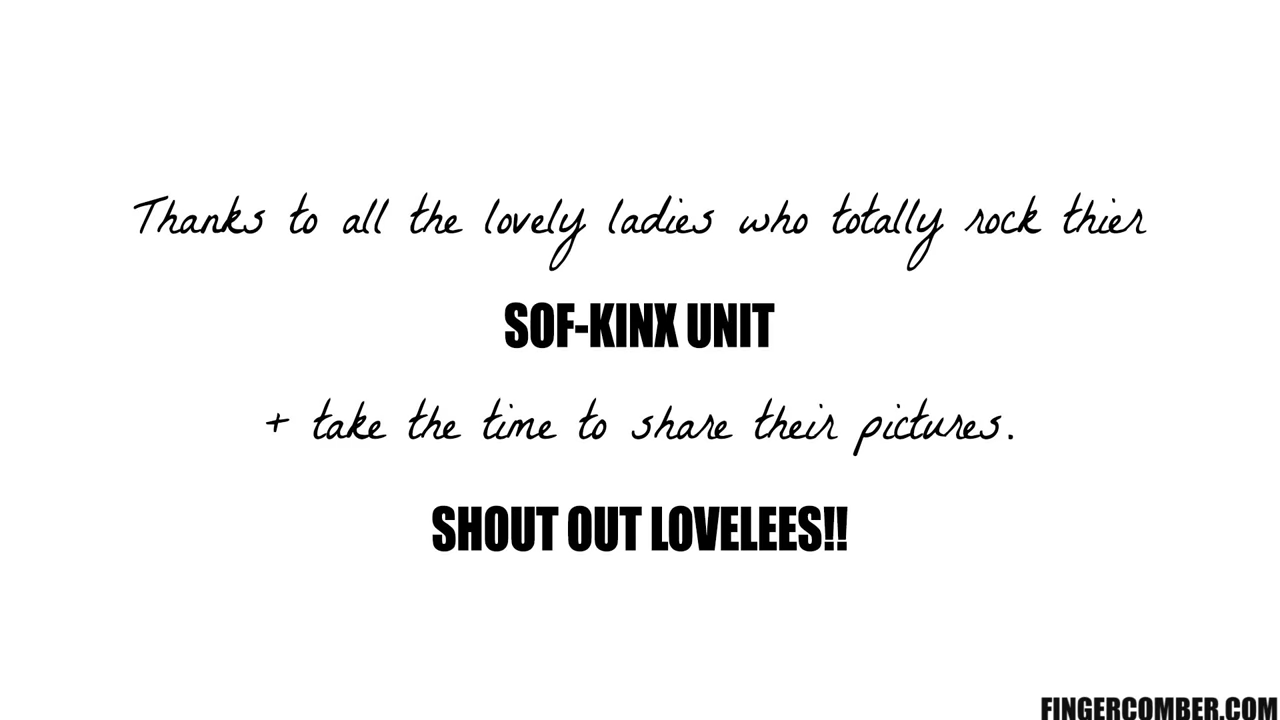 Thanks to all the lovely ladies who totally rock thier
SOF-KINX UNIT
+ take the time to share their pictures.
SHOUT OUT LOVELEES!!
FINGERCOMBER.COM